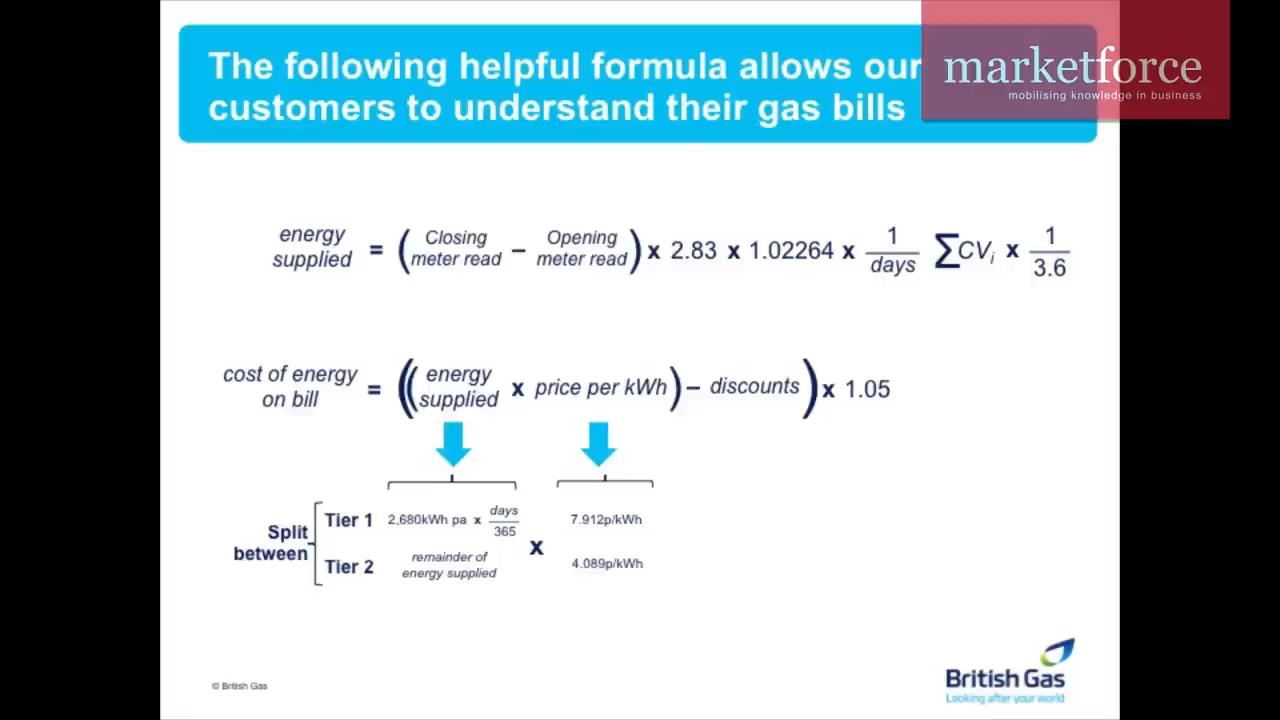 The following helpful formula allows our
customers to understand their gas bills
marketforce
mobilising knowledge in business
energy supplied = (Closing meter read – Opening meter read) x 2.83 x 1.02264 x 1/days ∑CVi x 1/3.6
cost of energy on bill = ((energy supplied x price per kWh) – discounts) x 1.05
Split between
Tier 1 2,680kWh pa x days/365
Tier 2 remainder of energy supplied
x
7.912p/kWh
4.089p/kWh
© British Gas
British Gas
Looking after your world